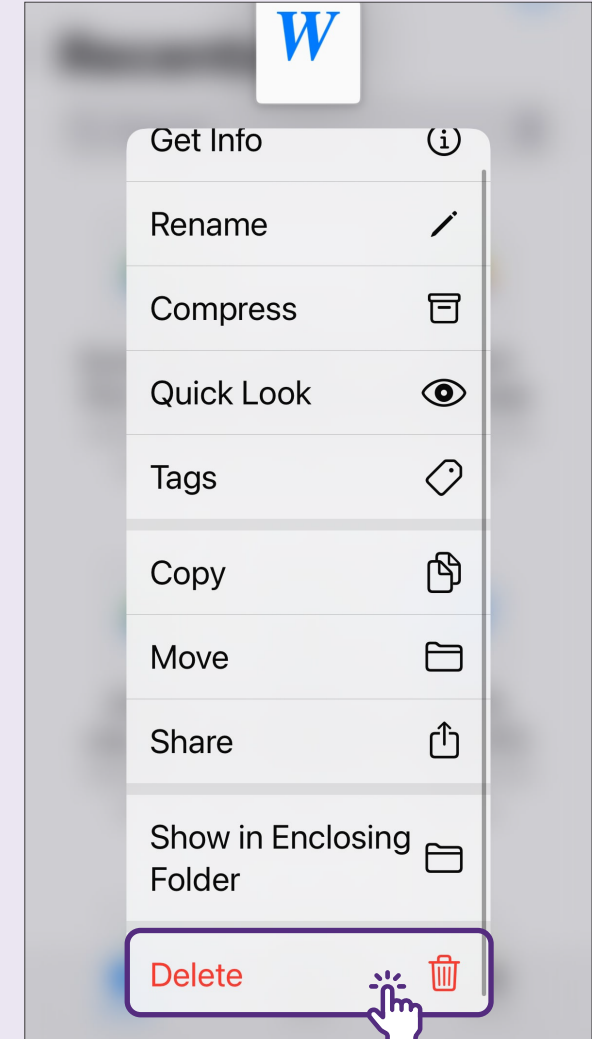 W
Get Info
Rename
Compress
Quick Look
Tags
Copy
Move
Share
Show in Enclosing
Folder
Delete